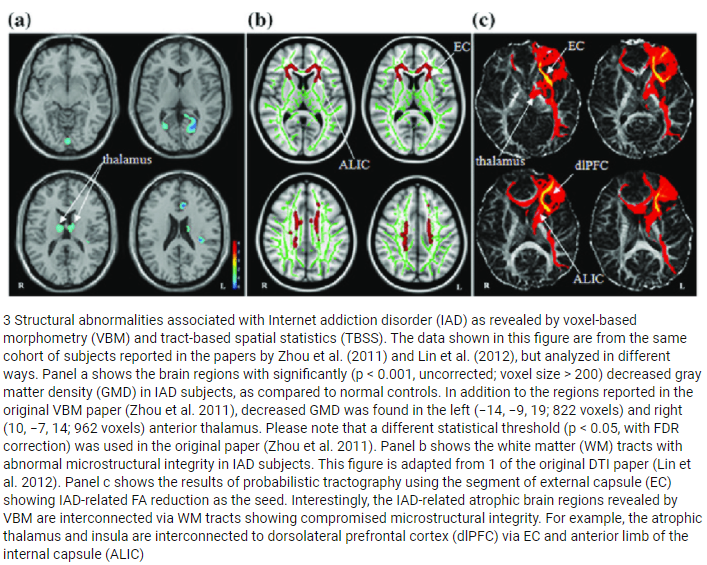 (a)
(b)
(c)
EC
EC
thalamus
ALIC
thalamus
dlPFC
ALIC
R
L
R
L
R
L
3 Structural abnormalities associated with Internet addiction disorder (IAD) as revealed by voxel-based
morphometry (VBM) and tract-based spatial statistics (TBSS). The data shown in this figure are from the same
cohort of subjects reported in the papers by Zhou et al. (2011) and Lin et al. (2012), but analyzed in different
ways. Panel a shows the brain regions with significantly (p < 0.001, uncorrected; voxel size > 200) decreased gray
matter density (GMD) in IAD subjects, as compared to normal controls. In addition to the regions reported in the
original VBM paper (Zhou et al. 2011), decreased GMD was found in the left (−14, −9, 19; 822 voxels) and right
(10, −7, 14; 962 voxels) anterior thalamus. Please note that a different statistical threshold (p < 0.05, with FDR
correction) was used in the original paper (Zhou et al. 2011). Panel b shows the white matter (WM) tracts with
abnormal microstructural integrity in IAD subjects. This figure is adapted from 1 of the original DTI paper (Lin et
al. 2012). Panel c shows the results of probabilistic tractography using the segment of external capsule (EC)
showing IAD-related FA reduction as the seed. Interestingly, the IAD-related atrophic brain regions revealed by
VBM are interconnected via WM tracts showing compromised microstructural integrity. For example, the atrophic
thalamus and insula are interconnected to dorsolateral prefrontal cortex (dlPFC) via EC and anterior limb of the
internal capsule (ALIC)